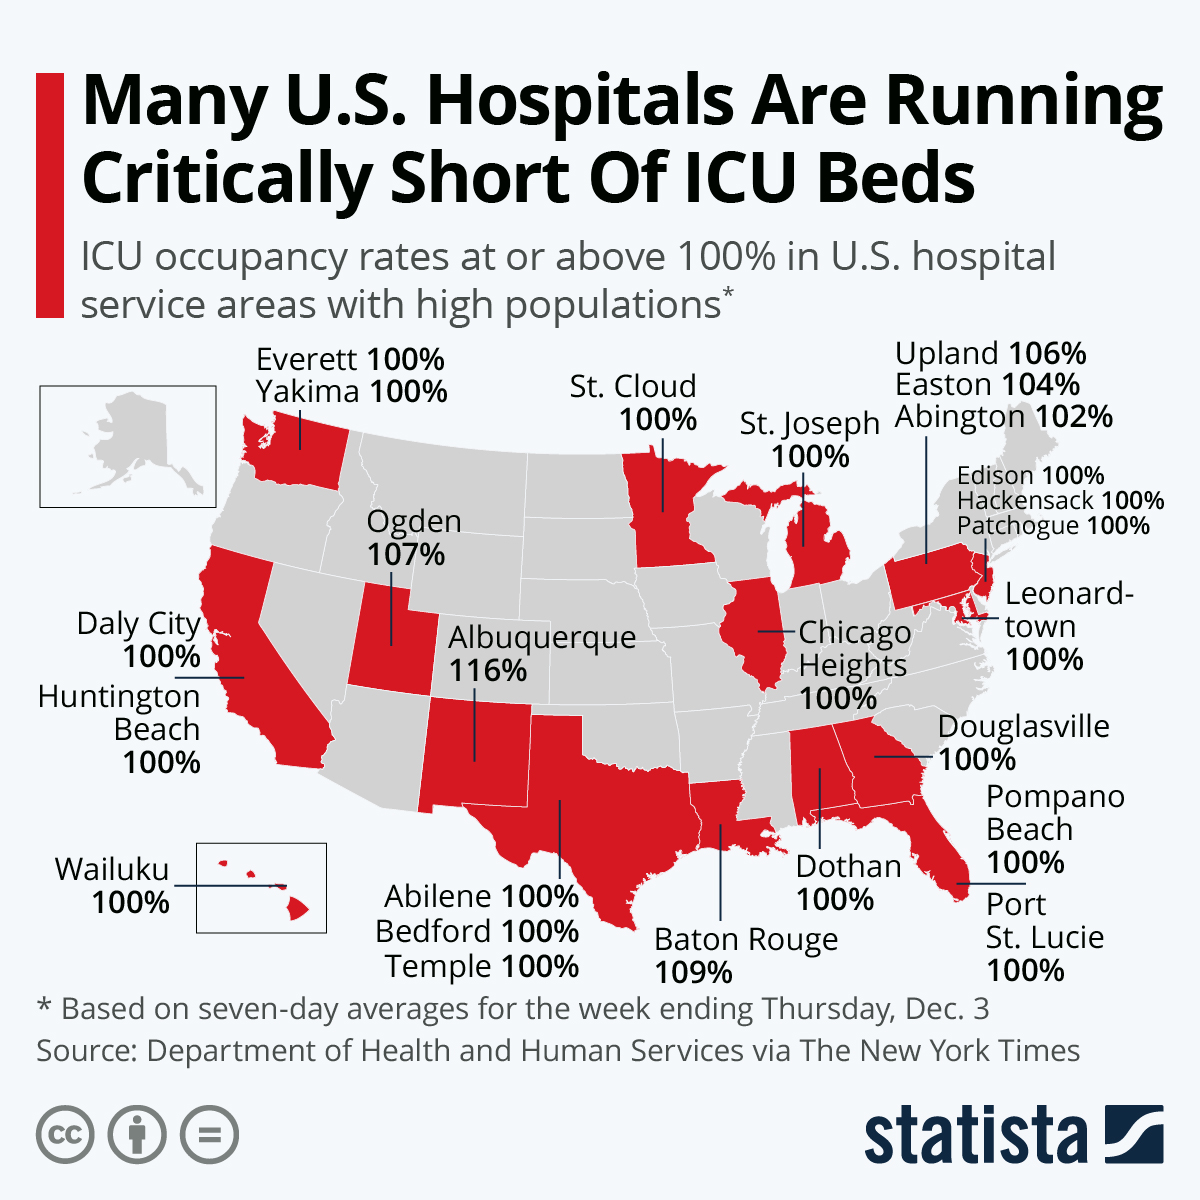 Many U.S. Hospitals Are Running
Critically Short Of ICU Beds
ICU occupancy rates at or above 100% in U.S. hospital
service areas with high populations*
Everett 100%
Yakima 100%
St. Cloud
100%
St. Joseph
100%
Upland 106%
Easton 104%
Abington 102%
Edison 100%
Hackensack 100%
Patchogue 100%
Ogden
107%
Leonard-
town
100%
Daly City
100%
Huntington
Beach
100%
Albuquerque
116%
Chicago
Heights
100%
Douglasville
100%
Pompano
Beach
100%
Port
St. Lucie
100%
Wailuku
100%
Abilene 100%
Bedford 100%
Temple 100%
Baton Rouge
109%
Dothan
100%
* Based on seven-day averages for the week ending Thursday, Dec. 3
Source: Department of Health and Human Services via The New York Times
cc
statista